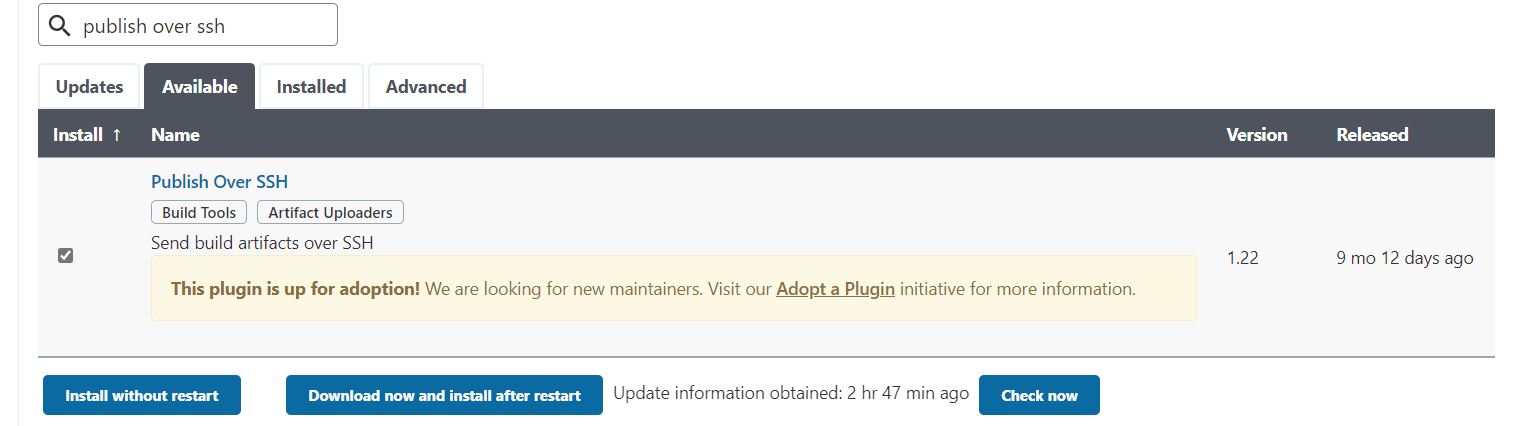 publish over ssh
Updates Available Installed Advanced
Install ↑ Name Version Released
Publish Over SSH
Build Tools Artifact Uploaders
Send build artifacts over SSH
1.22 9 mo 12 days ago
This plugin is up for adoption! We are looking for new maintainers. Visit our Adopt a Plugin initiative for more information.
Install without restart Download now and install after restart Update information obtained: 2 hr 47 min ago Check now